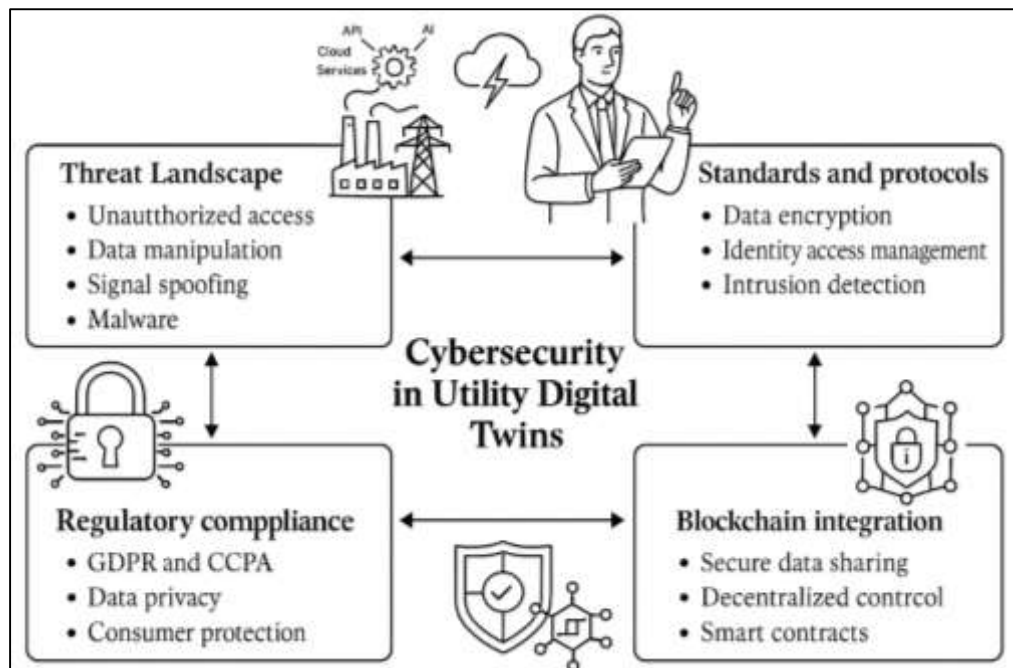 API
AI
Cloud
Services
Threat Landscape
• Unautthorized access
• Data manipulation
• Signal spoofing
• Malware
Standards and protocols
• Data encryption
• Identity access management
• Intrusion detection
Cybersecurity
in Utility Digital
Twins
Regulatory comppliance
• GDPR and CCPA
• Data privacy
• Consumer protection
Blockchain integration
• Secure data sharing
• Decentralized contrcol
• Smart contracts